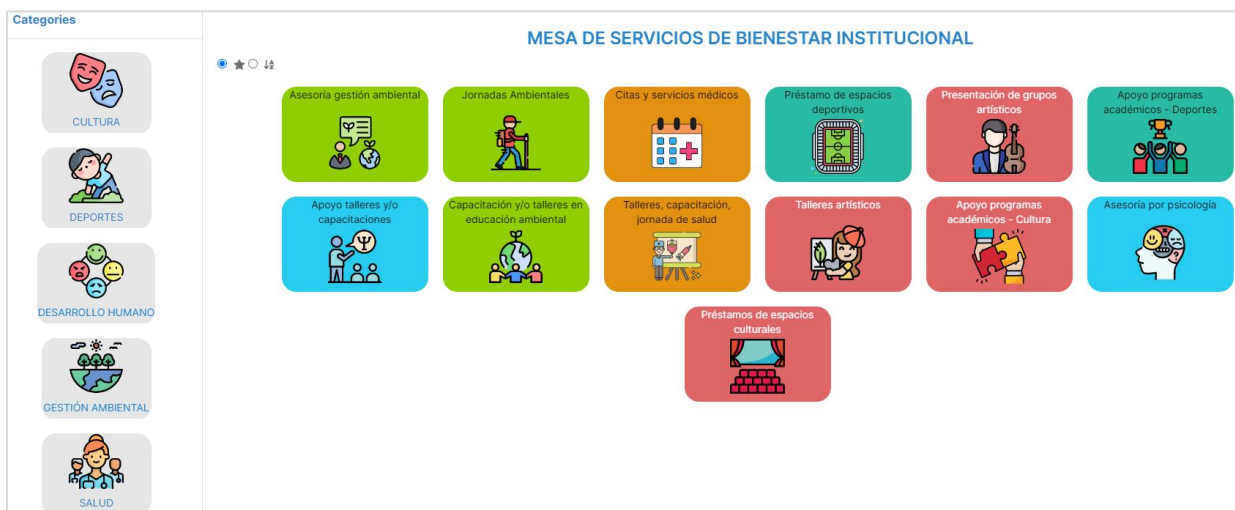 Categories
CULTURA
DEPORTES
DESARROLLO HUMANO
GESTIÓN AMBIENTAL
SALUD
MESA DE SERVICIOS DE BIENESTAR INSTITUCIONAL
Asesoría gestión ambiental
Jornadas Ambientales
Citas y servicios médicos
Préstamo de espacios
deportivos
Presentación de grupos
artísticos
Apoyo programas
académicos - Deportes
Apoyo talleres y/o
capacitaciones
Capacitación y/o talleres en
educación ambiental
Talleres, capacitación,
jornada de salud
Talleres artísticos
Apoyo programas
académicos - Cultura
Asesoría por psicología
Préstamos de espacios
culturales